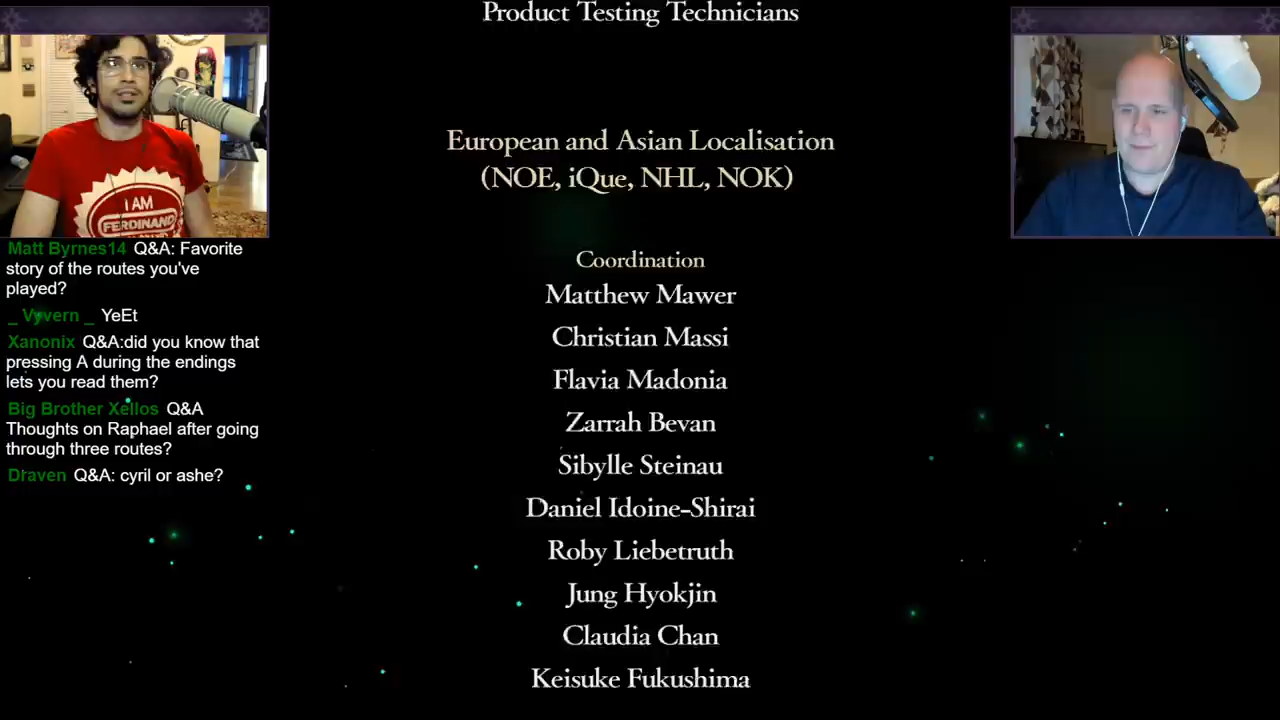 Product Testing Technicians
European and Asian Localisation
(NOE, iQue, NHL, NOK)
Coordination
Matthew Mawer
Christian Massi
Flavia Madonia
Zarrah Bevan
Sibylle Steinau
Daniel Idoine-Shirai
Roby Liebetruth
Jung Hyokjin
Claudia Chan
Keisuke Fukushima
I AM
FERDINAND
Matt Byrnes14 Q&A: Favorite
story of the routes you've
played?
_ Vyvern _ YeEt
Xanonix Q&A:did you know that
pressing A during the endings
lets you read them?
Big Brother Xellos Q&A
Thoughts on Raphael after going
through three routes?
Draven Q&A: cyril or ashe?